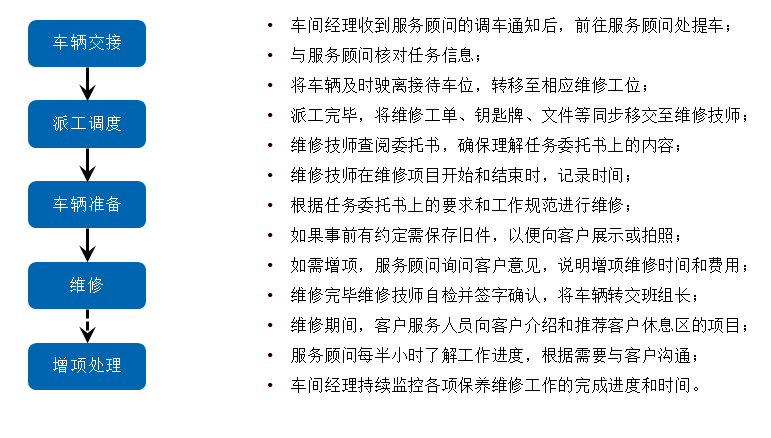 车辆交接
派工调度
车辆准备
维修
增项处理
• 车间经理收到服务顾问的调车通知后，前往服务顾问处提车；
• 与服务顾问核对任务信息；
• 将车辆及时驶离接待车位，转移至相应维修工位；
• 派工完毕，将维修工单、钥匙牌、文件等同步移交至维修技师；
• 维修技师查阅委托书，确保理解任务委托书上的内容；
• 维修技师在维修项目开始和结束时，记录时间；
• 根据任务委托书上的要求和工作规范进行维修；
• 如果事前有约定需保存旧件，以便向客户展示或拍照；
• 如需增项，服务顾问询问客户意见，说明增项维修时间和费用；
• 维修完毕维修技师自检并签字确认，将车辆转交班组长；
• 维修期间，客户服务人员向客户介绍和推荐客户休息区的项目；
• 服务顾问每半小时了解工作进度，根据需要与客户沟通；
• 车间经理持续监控各项保养维修工作的完成进度和时间。